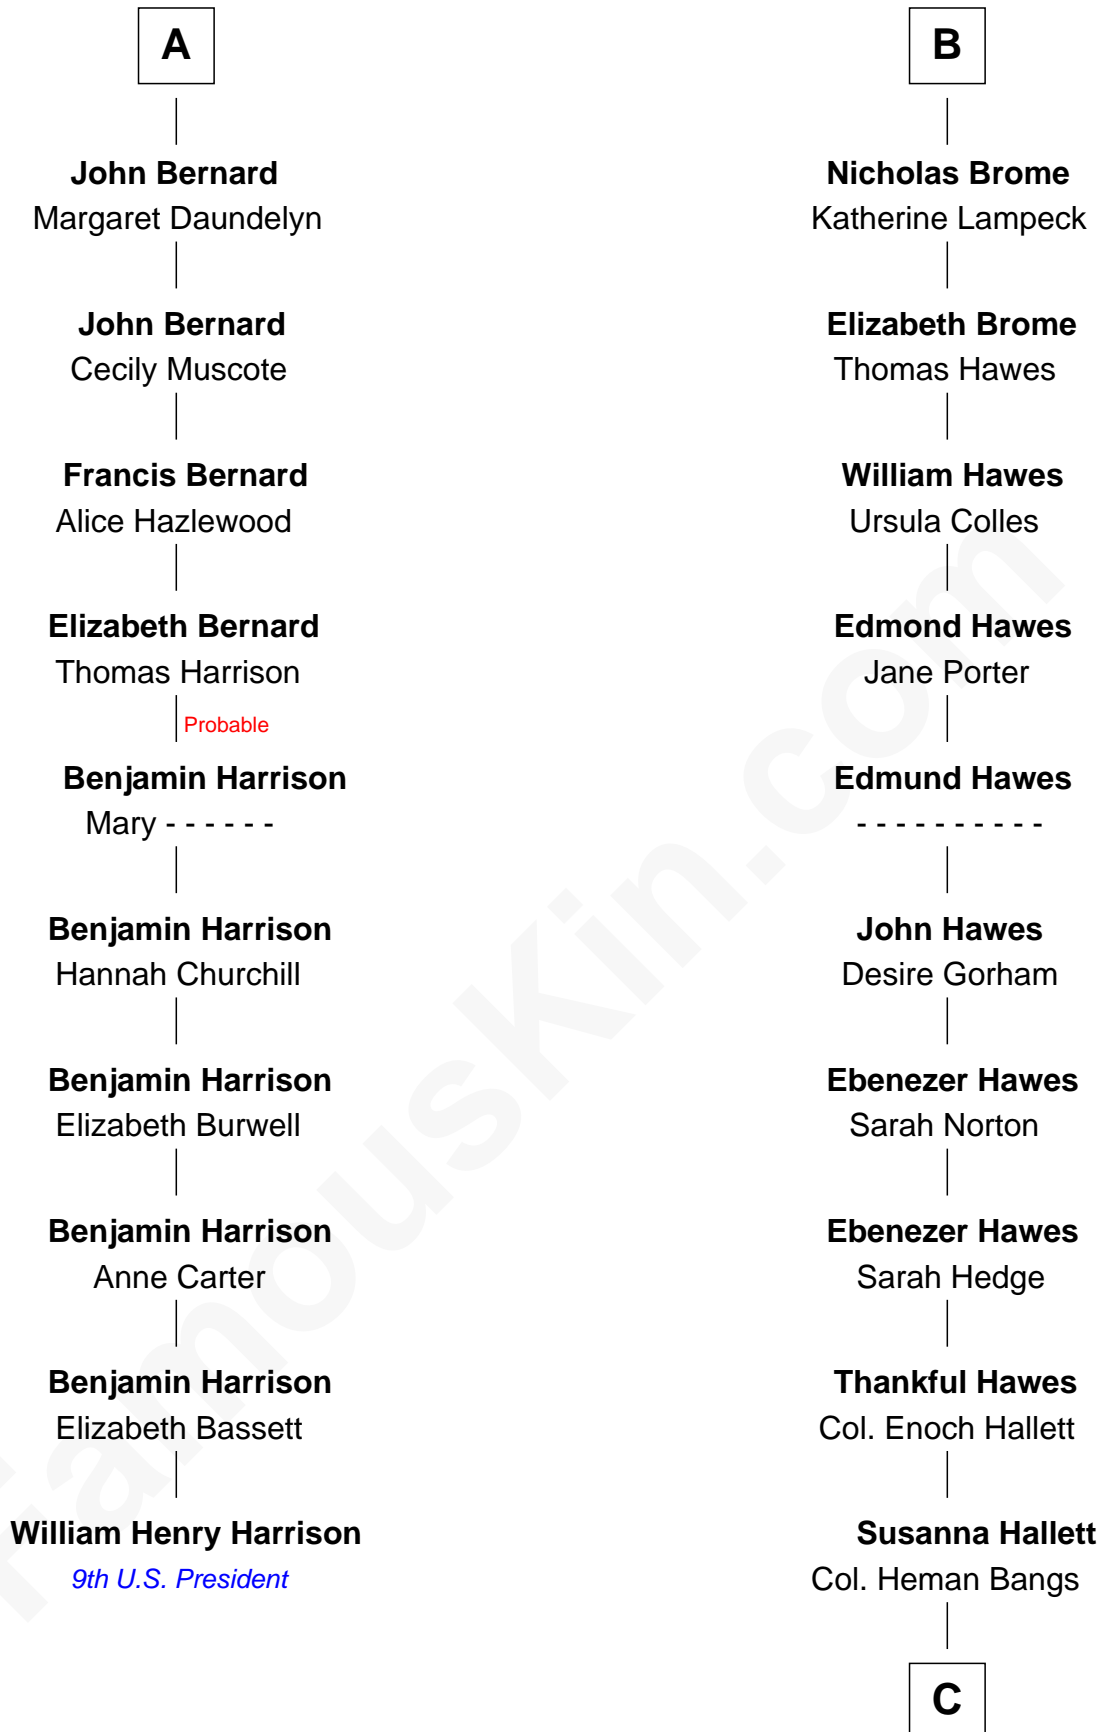 A
John Bernard
Margaret Daundelyn
John Bernard
Cecily Muscote
Francis Bernard
Alice Hazlewood
Elizabeth Bernard
Thomas Harrison
Probable
Benjamin Harrison
Mary - - - - - -
Benjamin Harrison
Hannah Churchill
Benjamin Harrison
Elizabeth Burwell
Benjamin Harrison
Anne Carter
Benjamin Harrison
Elizabeth Bassett
William Henry Harrison
9th U.S. President
B
Nicholas Brome
Katherine Lampeck
Elizabeth Brome
Thomas Hawes
William Hawes
Ursula Colles
Edmond Hawes
Jane Porter
Edmund Hawes
- - - - - - - - - -
John Hawes
Desire Gorham
Ebenezer Hawes
Sarah Norton
Ebenezer Hawes
Sarah Hedge
Thankful Hawes
Col. Enoch Hallett
Susanna Hallett
Col. Heman Bangs
C
FamousKin.com